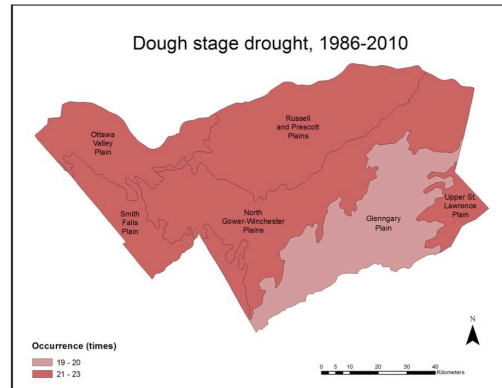 Dough stage drought, 1986-2010
Ottawa
Valley
Plain
Russell
and Prescott
Plains
Smith
Falls
Plain
North
Gower-Winchester
Plains
Glenngary
Plain
Upper St.
Lawrence
Plain
N
Occurrence (times)
19 - 20
21 - 23
0 5 10 20 30 40
Kilometers